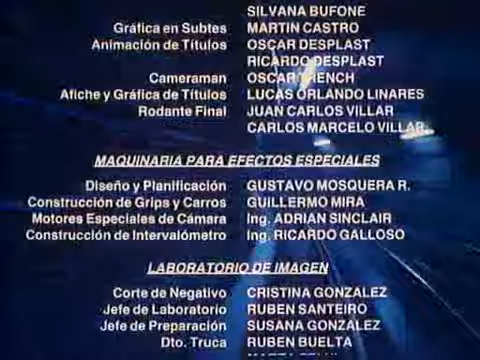 SILVANA BUFONE
Gráfica en Subtes MARTIN CASTRO
Animación de Títulos OSCAR DESPLAST
RICARDO DESPLAST
Cameraman OSCAR
Afiche y Gráfica de Títulos LUCAS ORLANDO LINARES
Rodante Final JUAN CARLOS VILLAR
CARLOS MARCELO VILLAR
MAQUINARIA PARA EFECTOS ESPECIALES
Diseño y Planificación GUSTAVO MOSQUERA R.
Construcción de Grips y Carros GUILLERMO MIRA
Motores Especiales de Cámara Ing. ADRIAN SINCLAIR
Construcción de Intervalómetro Ing. RICARDO GALLOSO
LABORATORIO DE IMAGEN
Corte de Negativo CRISTINA GONZALEZ
Jefe de Laboratorio RUBEN SANTEIRO
Jefe de Preparación SUSANA GONZALEZ
Dto. Truca RUBEN BUELTA